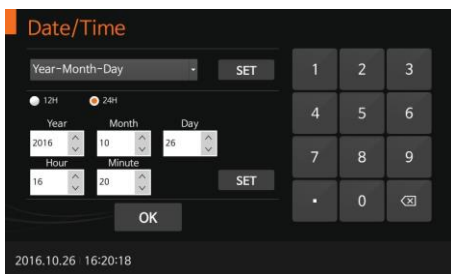 Date/Time
Year-Month-Day SET
12H 24H
Year Month Day
2016 10 26
Hour Minute
16 20 SET
OK
1 2 3
4 5 6
7 8 9
. 0
2016.10.26 16:20:18